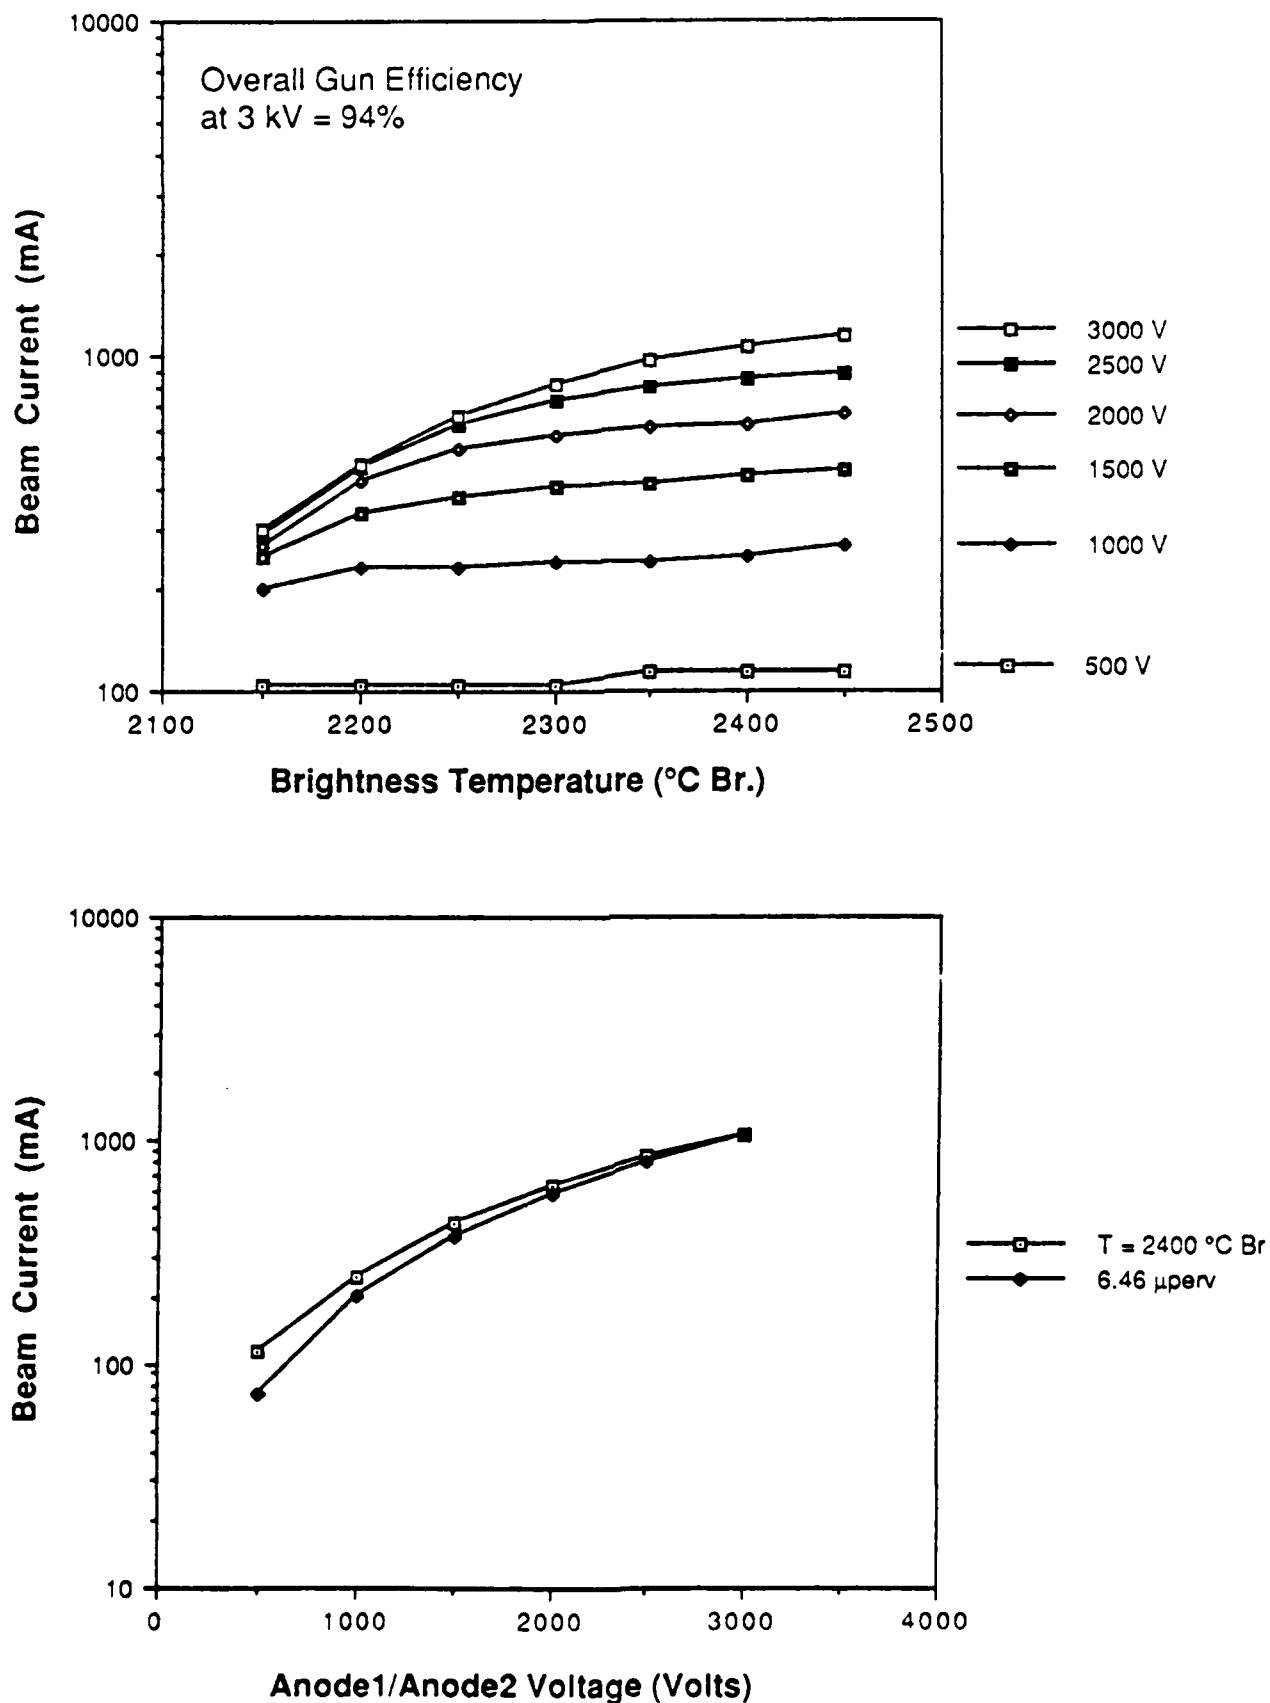 10000
Overall Gun Efficiency
at 3 kV = 94%
1000
100
Beam Current (mA)
2100 2200 2300 2400 2500
Brightness Temperature (°C Br.)
3000 V
2500 V
2000 V
1500 V
1000 V
500 V
10000
1000
100
10
Beam Current (mA)
0 1000 2000 3000 4000
Anode1/Anode2 Voltage (Volts)
T = 2400 °C Br
6.46 µperv